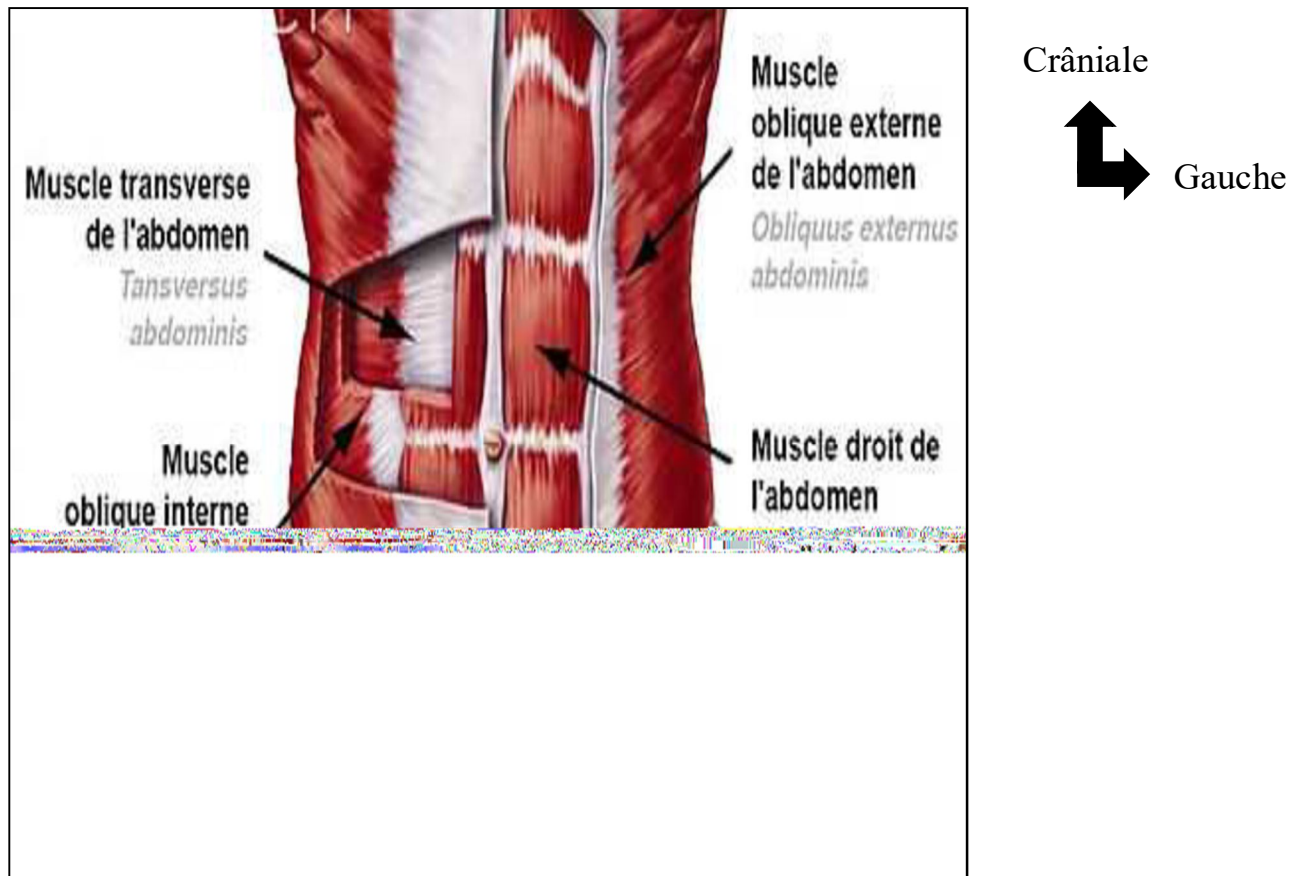 Crâniale
Gauche
Muscle
oblique externe
de l'abdomen
Obliquus externus
abdominis
Muscle transverse
de l'abdomen
Tansversus
abdominis
Muscle droit de
l'abdomen
Muscle
oblique interne